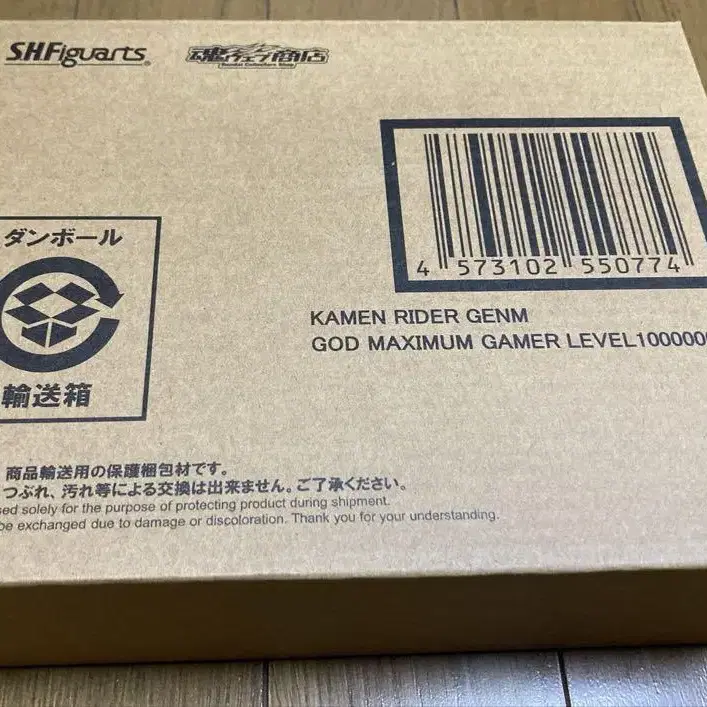 S.H.Figuarts
魂ウェブ商店
Bandai Collectors Shop
ダンボール
輸送箱
4 573102 550774
KAMEN RIDER GENM
GOD MAXIMUM GAMER LEVEL100000
商品輸送用の保護梱包材です。
つぶれ、汚れ等による交換は出来ません。ご了承ください。
solely for the purpose of protecting product during shipment.
be exchanged due to damage or discoloration. Thank you for your understanding.